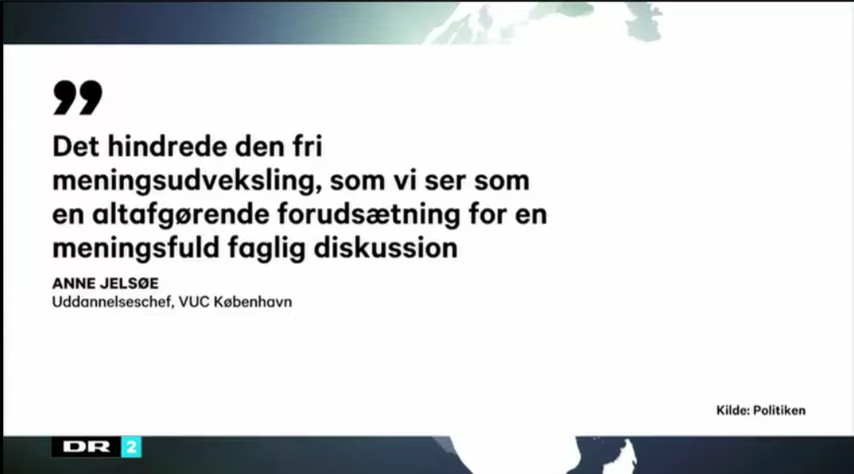 ”
Det hindrede den fri
meningsudveksling, som vi ser som
en altafgørende forudsætning for en
meningsfuld faglig diskussion
ANNE JELSØE
Uddannelseschef, VUC København
Kilde: Politiken
DR 2